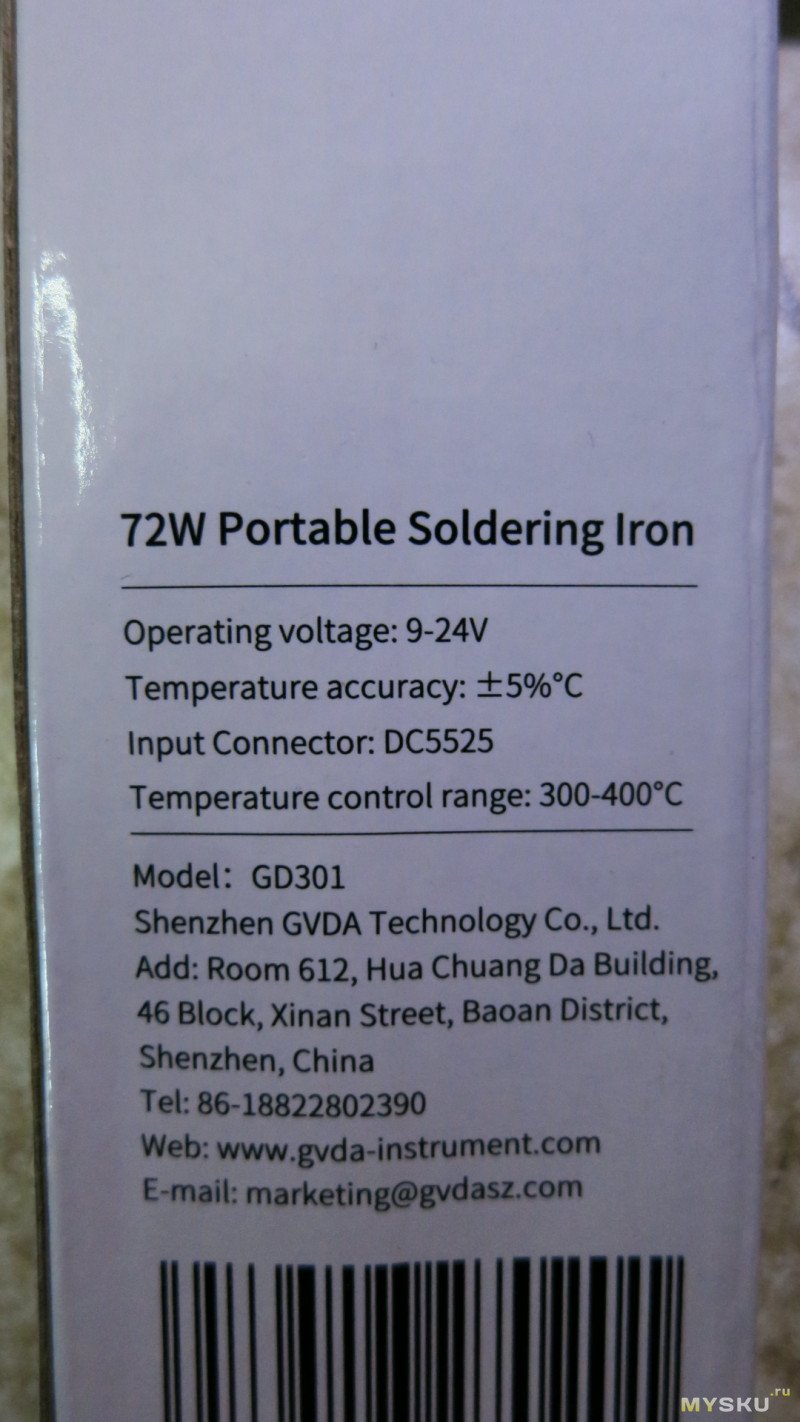 72W Portable Soldering Iron
Operating voltage: 9-24V
Temperature accuracy: ±5%°C
Input Connector: DC5525
Temperature control range: 300-400°C
Model: GD301
Shenzhen GVDA Technology Co., Ltd.
Add: Room 612, Hua Chuang Da Building,
46 Block, Xinan Street, Baoan District,
Shenzhen, China
Tel: 86-18822802390
Web: www.gvda-instrument.com
E-mail: marketing@gvdasz.com
MYSKU.ru